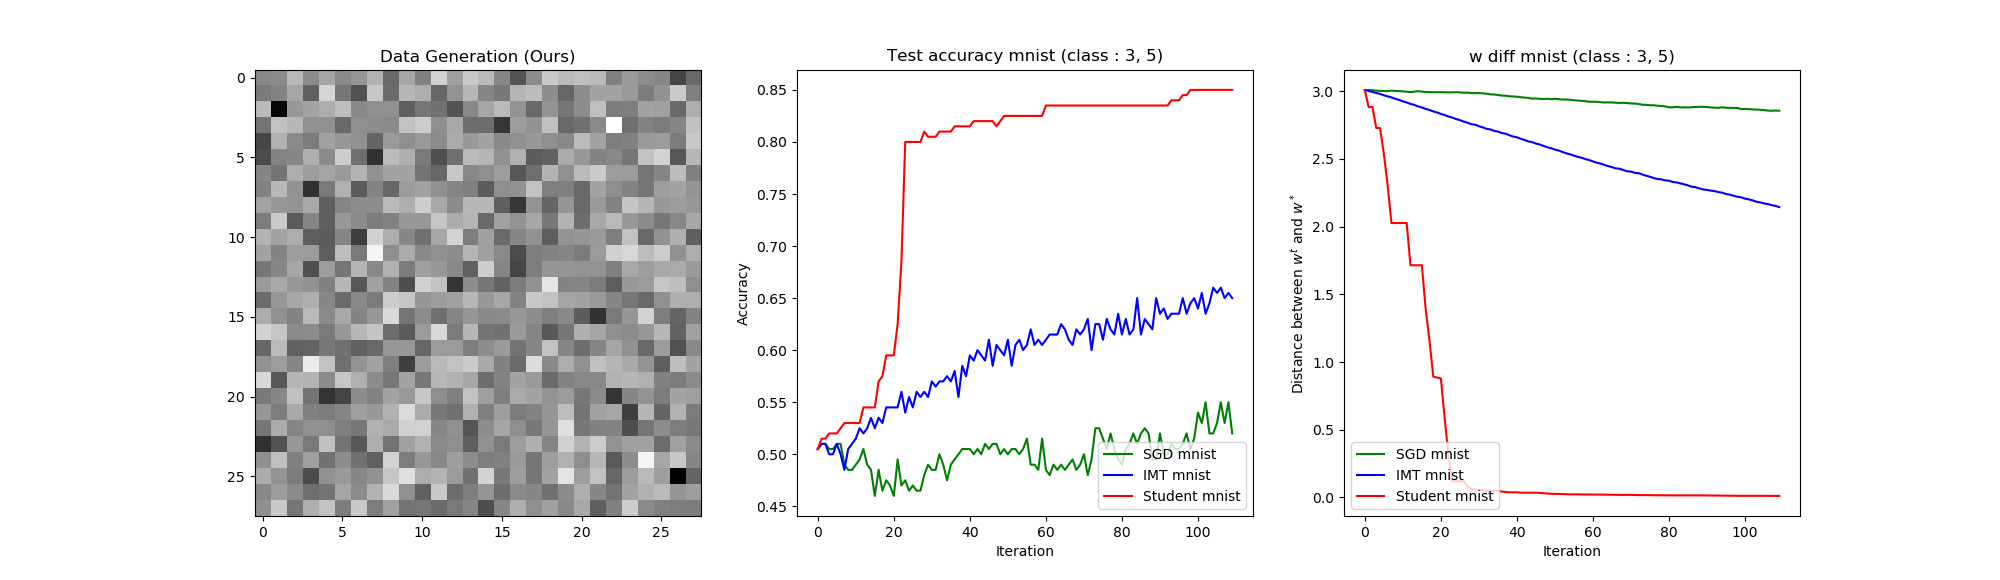 Data Generation (Ours)
0
5
10
15
20
25
0 5 10 15 20 25
Test accuracy mnist (class : 3, 5)
Accuracy
0.85
0.80
0.75
0.70
0.65
0.60
0.55
0.50
0.45
0 20 40 60 80 100
Iteration
SGD mnist
IMT mnist
Student mnist
w diff mnist (class : 3, 5)
Distance between w^t and w^*
3.0
2.5
2.0
1.5
1.0
0.5
0.0
0 20 40 60 80 100
Iteration
SGD mnist
IMT mnist
Student mnist